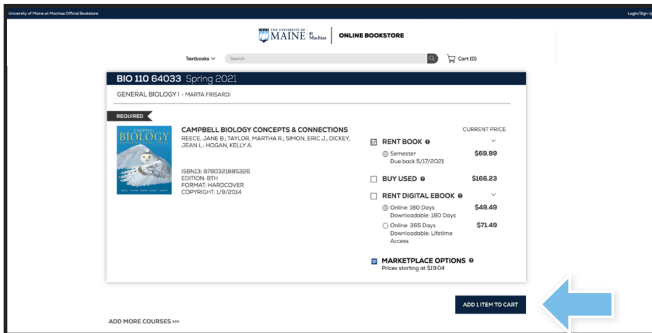 University of Maine at Machias Official Bookstore
Login/Sign Up
THE UNIVERSITY OF
MAINE at Machias
ONLINE BOOKSTORE
Textbooks
Search
Cart (0)
BIO 110 64033 Spring 2021
GENERAL BIOLOGY I - MARTA FRISARDI
REQUIRED
CAMPBELL
BIOLOGY
CAMPBELL BIOLOGY CONCEPTS & CONNECTIONS
REECE, JANE B.; TAYLOR, MARTHA R.; SIMON, ERIC J.; DICKEY,
JEAN L.; HOGAN, KELLY A.
ISBN13: 9780321885326
EDITION: 8TH
FORMAT: HARDCOVER
COPYRIGHT: 1/9/2014
CURRENT PRICE
RENT BOOK
Semester $69.99
Due back 5/17/2021
BUY USED $166.23
RENT DIGITAL EBOOK
Online: 180 Days $49.49
Downloadable: 180 Days
Online: 365 Days $71.49
Downloadable: Lifetime
Access
MARKETPLACE OPTIONS
Prices starting at $19.04
ADD 1 ITEM TO CART
ADD MORE COURSES >>>